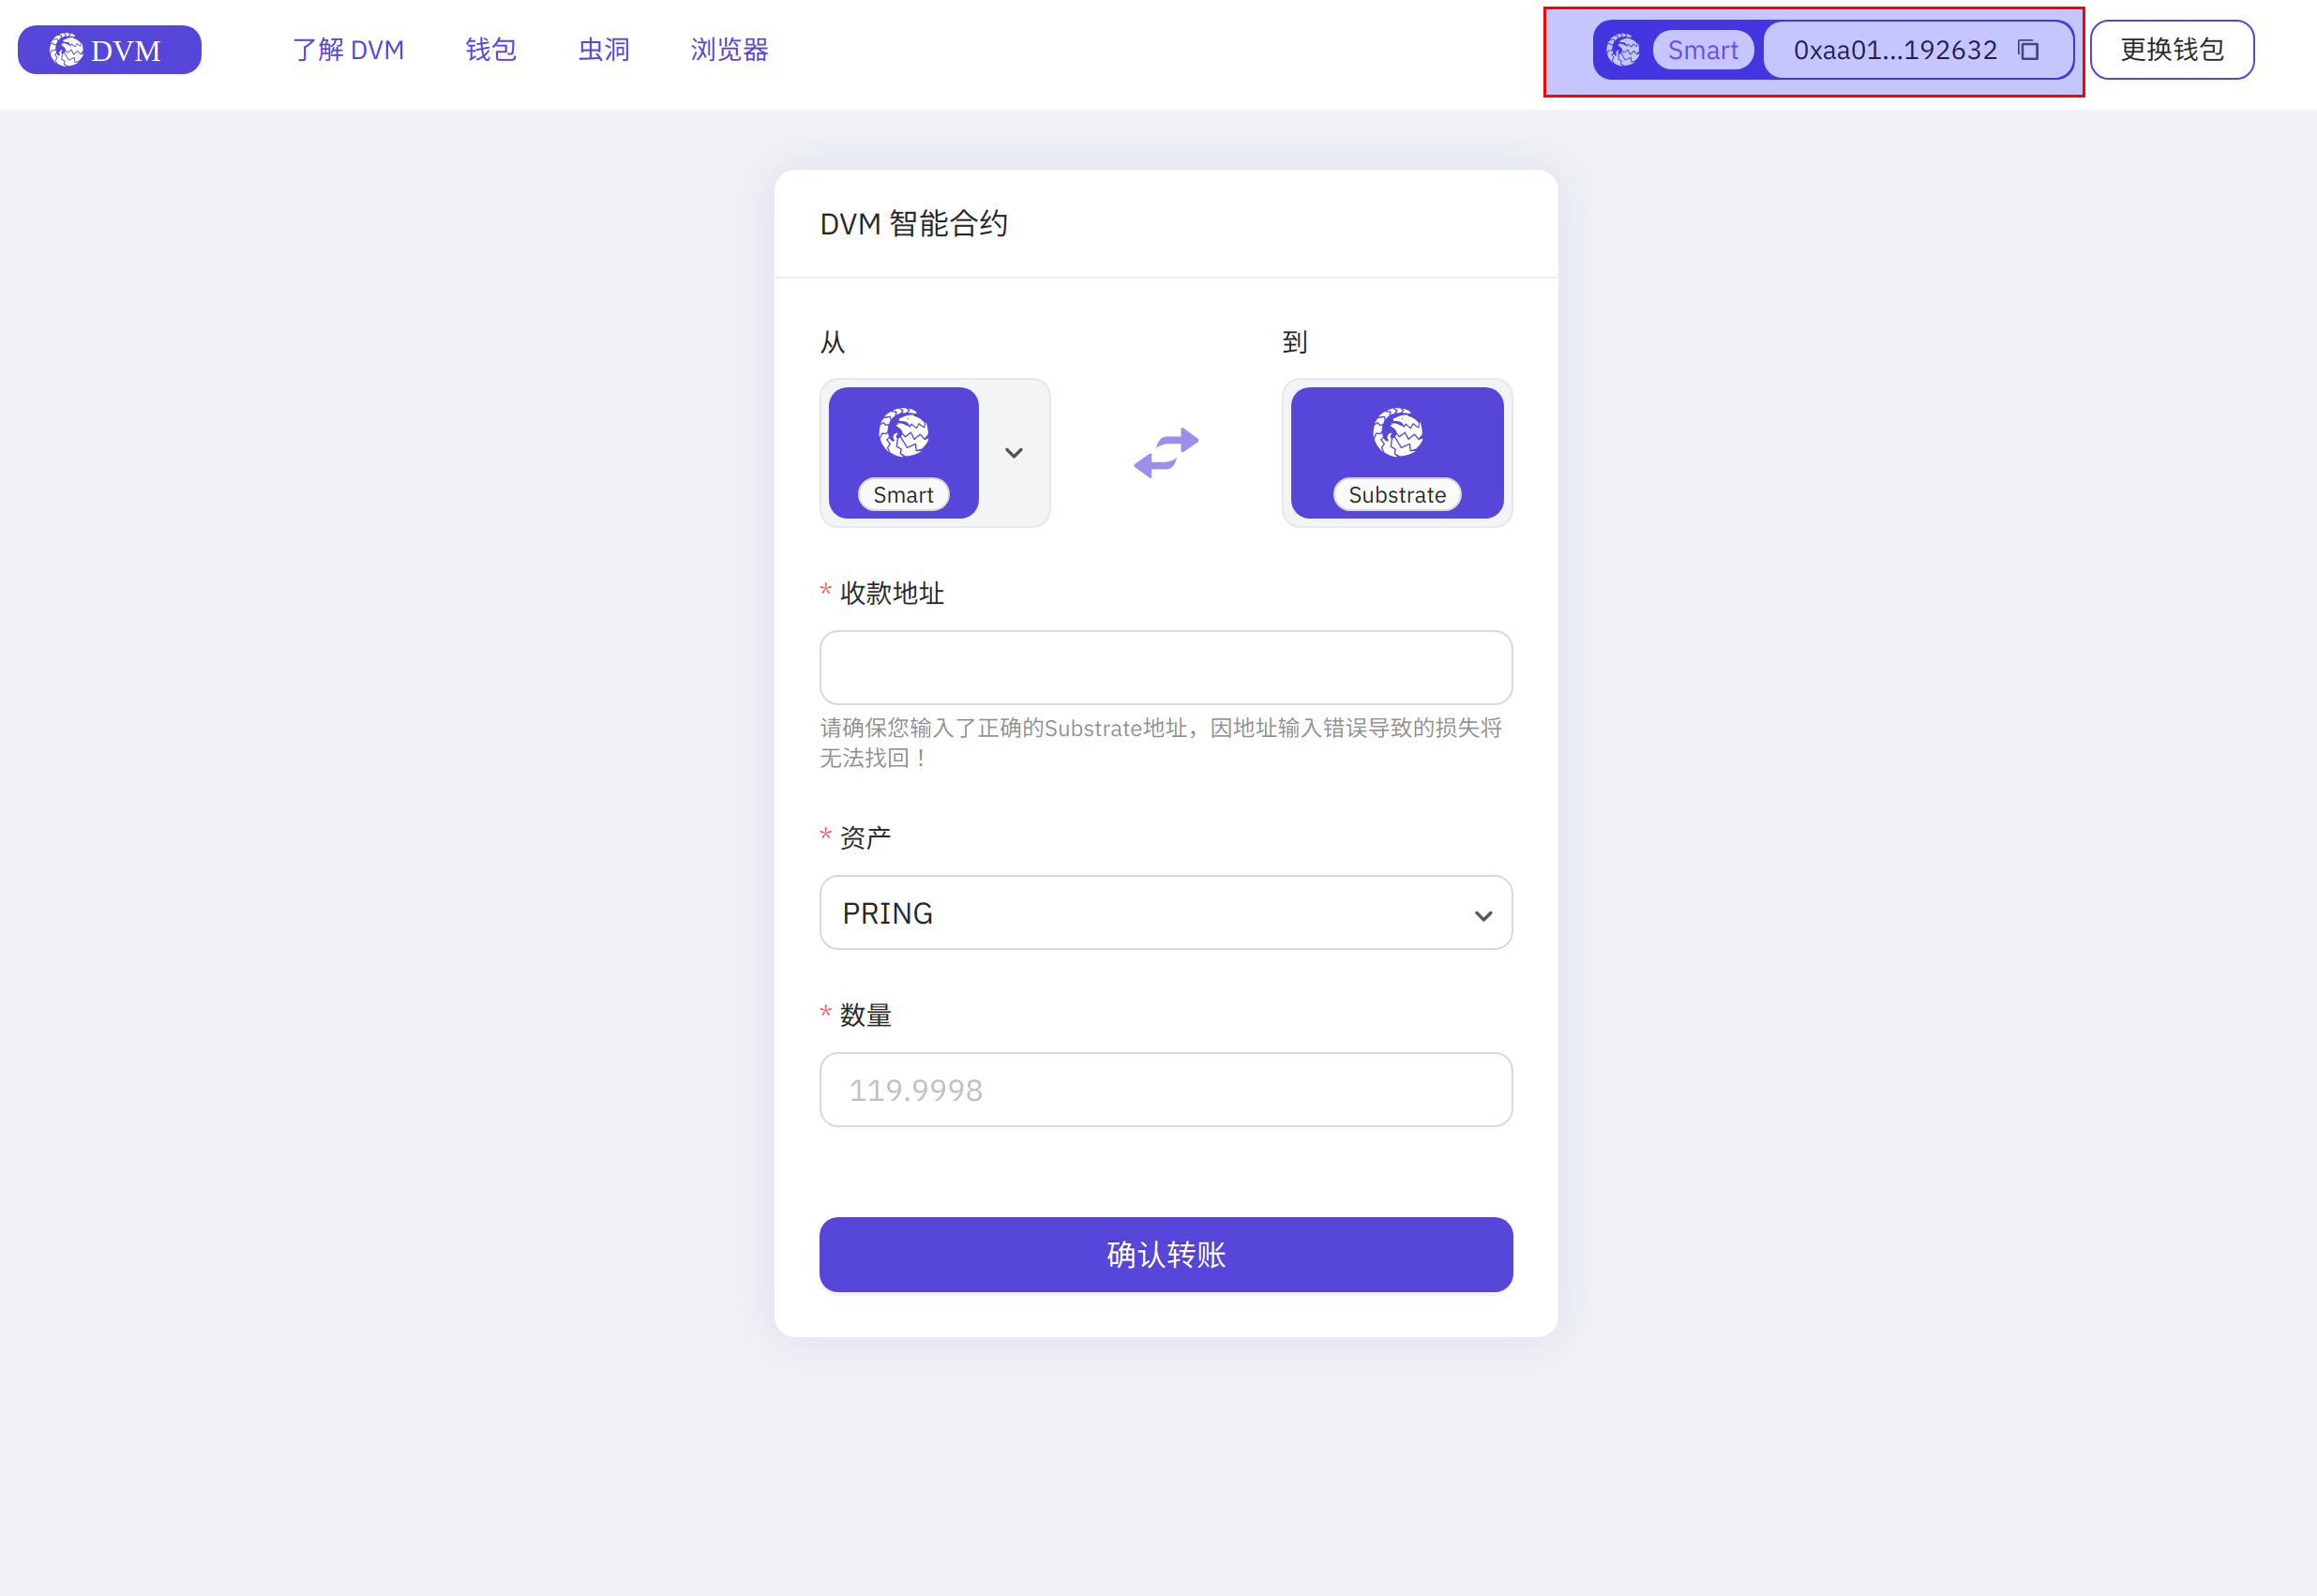 DVM
了解 DVM
钱包
虫洞
浏览器
Smart
0xaa01...192632
更换钱包
DVM 智能合约
从
到
Smart
Substrate
* 收款地址
请确保您输入了正确的Substrate地址，因地址输入错误导致的损失将
无法找回！
* 资产
PRING
* 数量
119.9998
确认转账